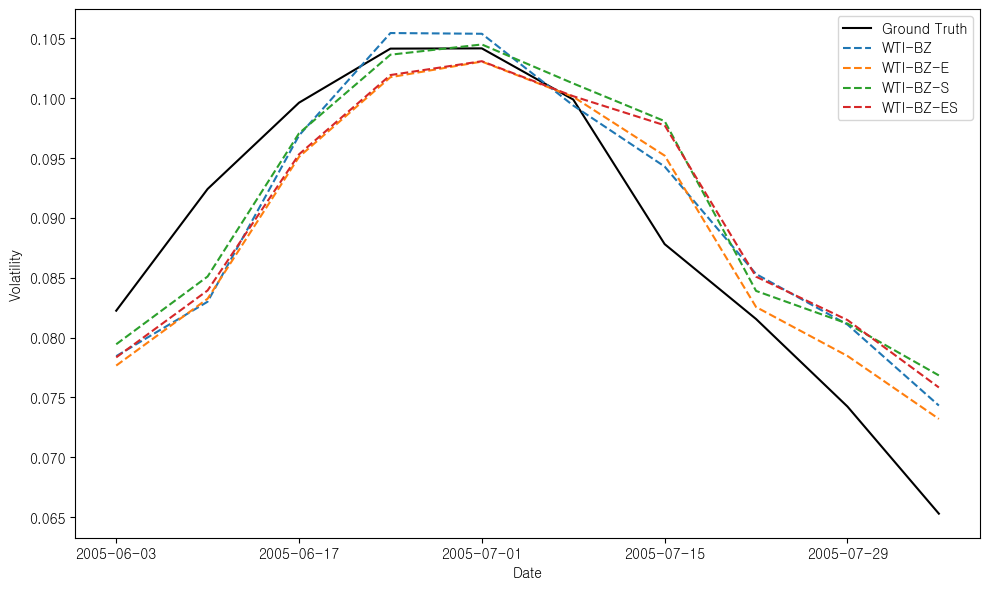 Ground Truth
WTI-BZ
WTI-BZ-E
WTI-BZ-S
WTI-BZ-ES
Volatility
0.105
0.100
0.095
0.090
0.085
0.080
0.075
0.070
0.065
2005-06-03
2005-06-17
2005-07-01
2005-07-15
2005-07-29
Date